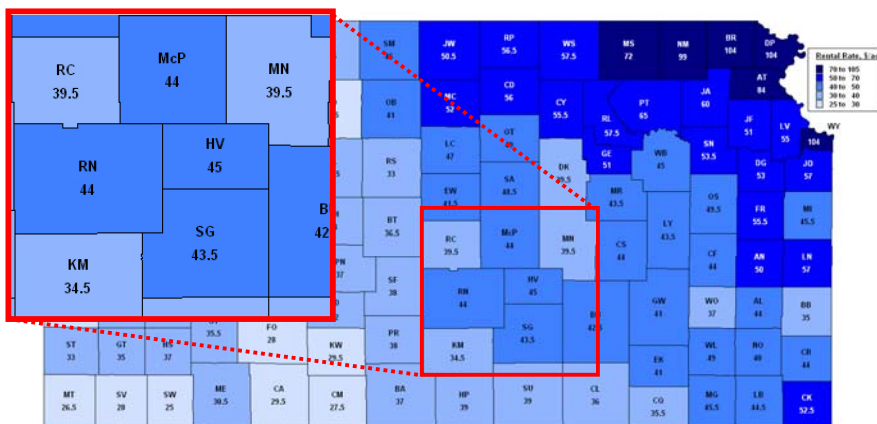 RC
39.5
McP
44
MN
39.5
RN
44
HV
45
SG
43.5
B
42
KM
34.5
SM
JW
50.5
RP
56.5
WS
57.5
MS
72
NM
99
BR
104
DP
104
Rental Rate, $/ac
70 to 105
50 to 70
40 to 50
30 to 40
25 to 30
AT
84
OB
41
MC
52
CD
56
CY
55.5
RL
57.5
PT
65
JA
60
JF
51
LV
55
WY
104
RS
33
LC
47
OT
DK
39.5
GE
51
WB
45
SN
53.5
DG
53
JO
57
EW
41.5
SA
48.5
MR
43.5
OS
49.5
FR
55.5
MI
45.5
BT
36.5
RC
39.5
McP
44
MN
39.5
CS
44
LY
43.5
CF
44
AN
50
LN
57
PN
37
SF
38
RN
44
HV
45
SG
43.5
42.5
GW
41
WO
37
AL
44
BB
35
35.5
FO
28
KW
29.5
PR
38
KM
34.5
EK
41
WL
49
NO
40
CR
44
ST
33
GT
35
HS
37
MT
26.5
SV
28
SW
25
ME
30.5
CA
29.5
CM
27.5
BA
37
HP
39
SU
39
CL
36
CQ
35.5
MG
45.5
LB
44.5
CK
52.5